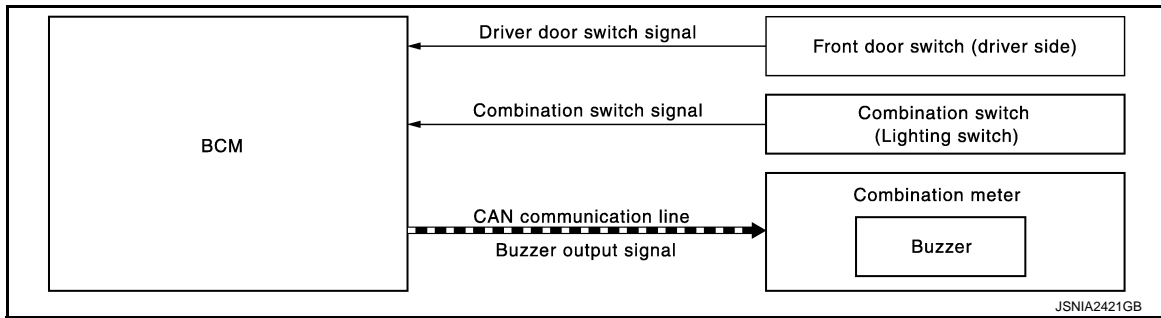 Driver door switch signal
Front door switch (driver side)
Combination switch signal
Combination switch
(Lighting switch)
BCM
Combination meter
CAN communication line
Buzzer output signal
Buzzer
JSNIA2421GB